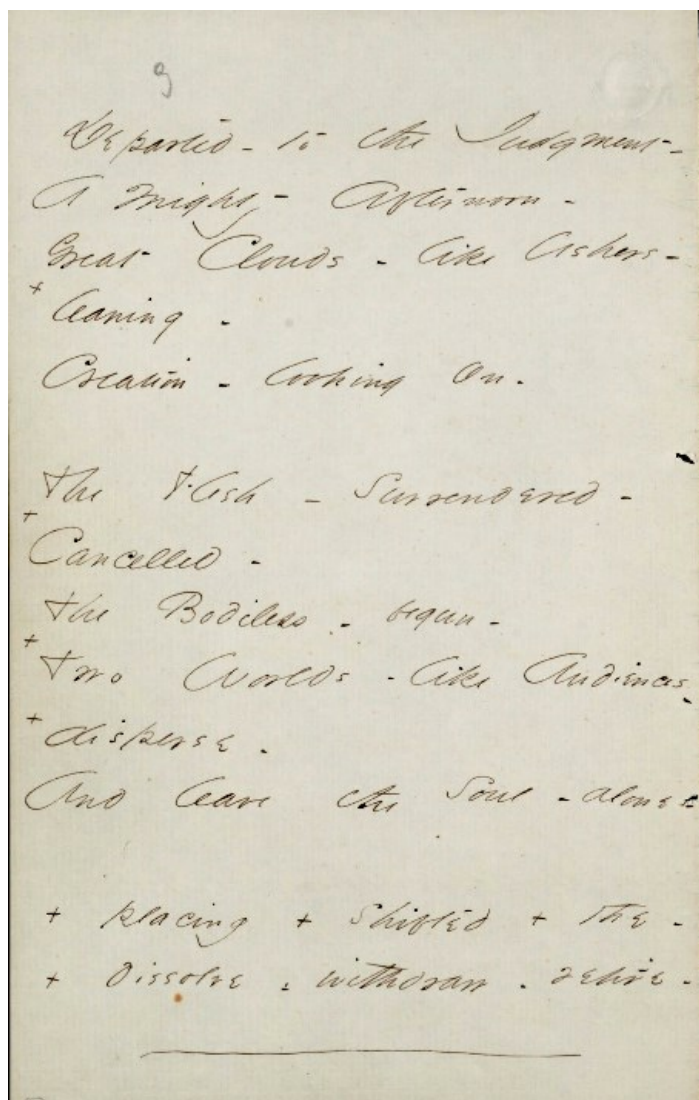 9
Departed - to the Judgment -
A Mighty - Afternoon -
Great Clouds - like Ushers -
+ leaning -
Creation - looking on -
The Flesh - Surrendered -
+ Cancelled -
The Bodiless - begun -
+ Two Worlds - like Audiences -
+ disperse -
And leave the Soul - alone -
+ placing + Shifted + the -
+ Dissolve - withdraw - retire -